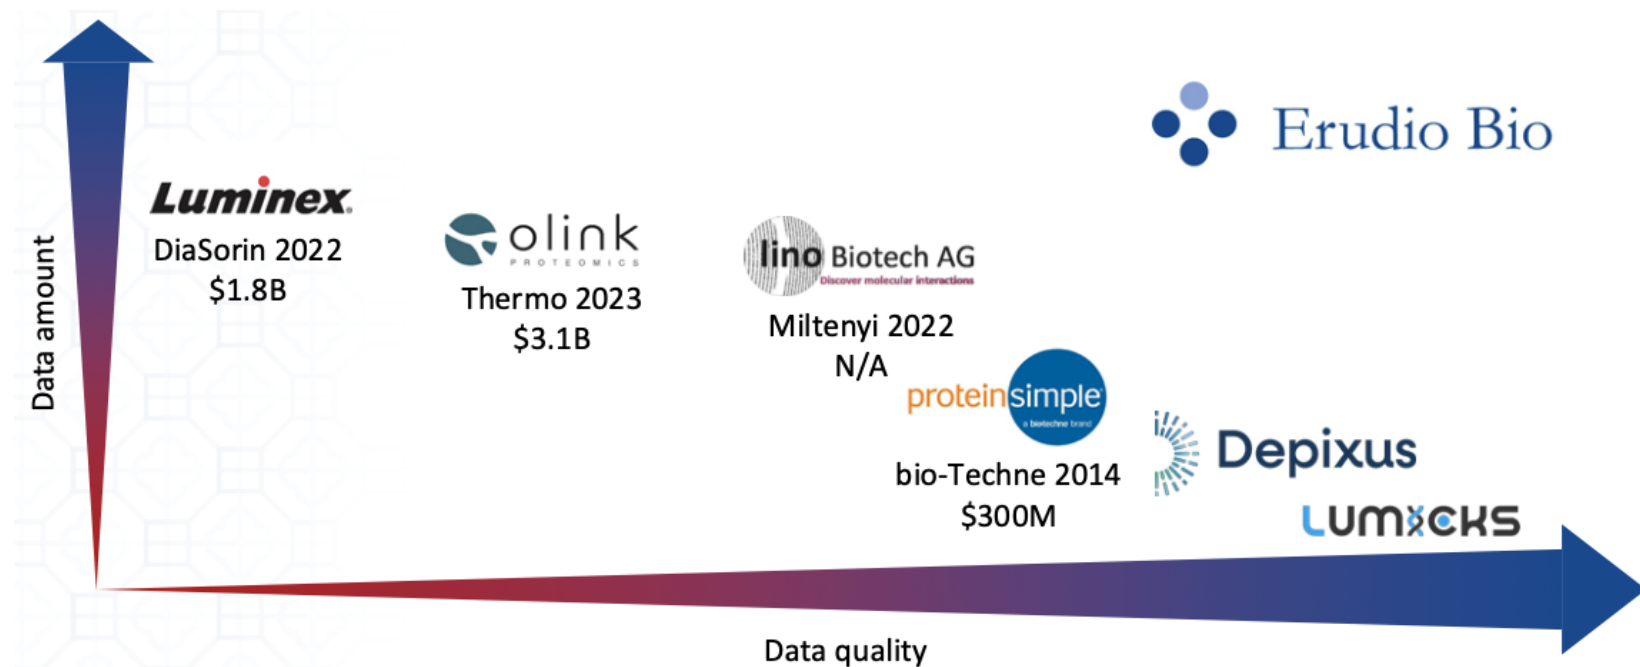 Erudio Bio
Luminex
DiaSorin 2022
$1.8B
olink
PROTEOMICS
Thermo 2023
$3.1B
lino Biotech AG
Discover molecular interactions
Miltenyi 2022
N/A
proteinsimple
a biotechne brand
bio-Techne 2014
$300M
Depixus
LUMICKS
Data amount
Data quality